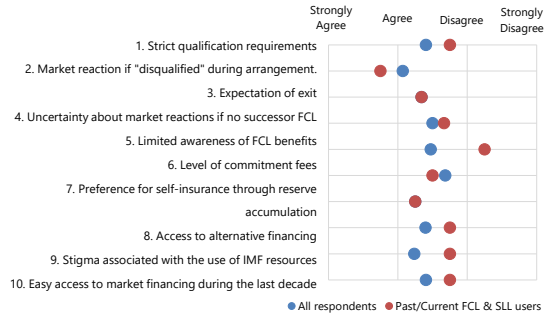 Strongly
Agree
Agree
Disagree
Strongly
Disagree
1. Strict qualification requirements
2. Market reaction if "disqualified" during arrangement.
3. Expectation of exit
4. Uncertainty about market reactions if no successor FCL
5. Limited awareness of FCL benefits
6. Level of commitment fees
7. Preference for self-insurance through reserve
accumulation
8. Access to alternative financing
9. Stigma associated with the use of IMF resources
10. Easy access to market financing during the last decade
All respondents
Past/Current FCL & SLL users